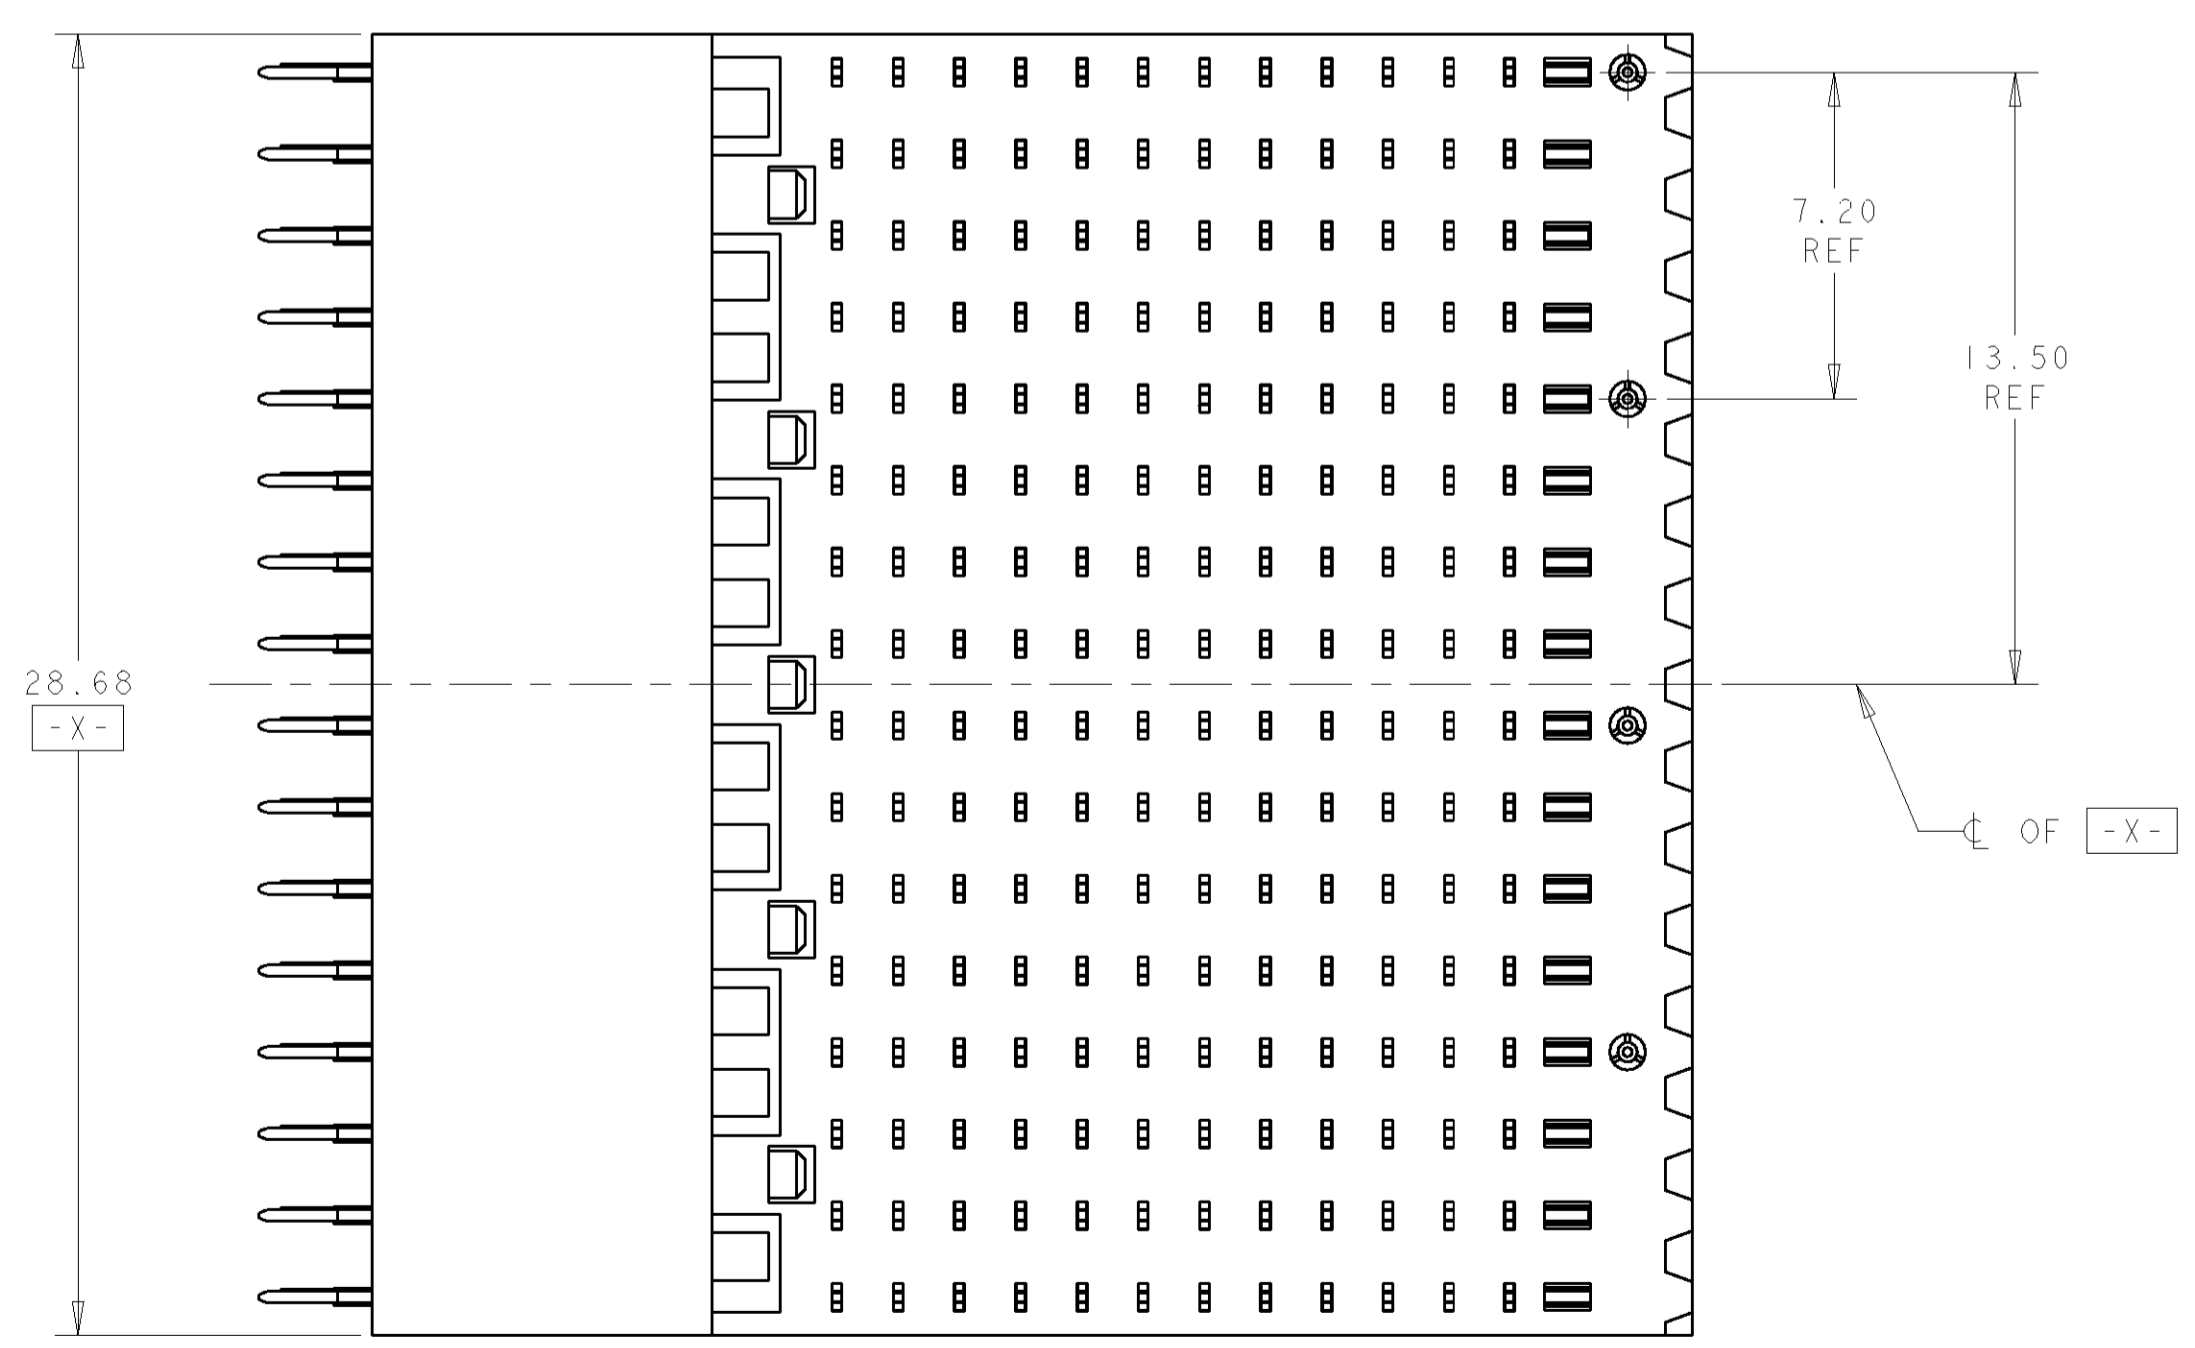 7.20
REF
13.50
REF
28.68
-X-
℄ OF -X-